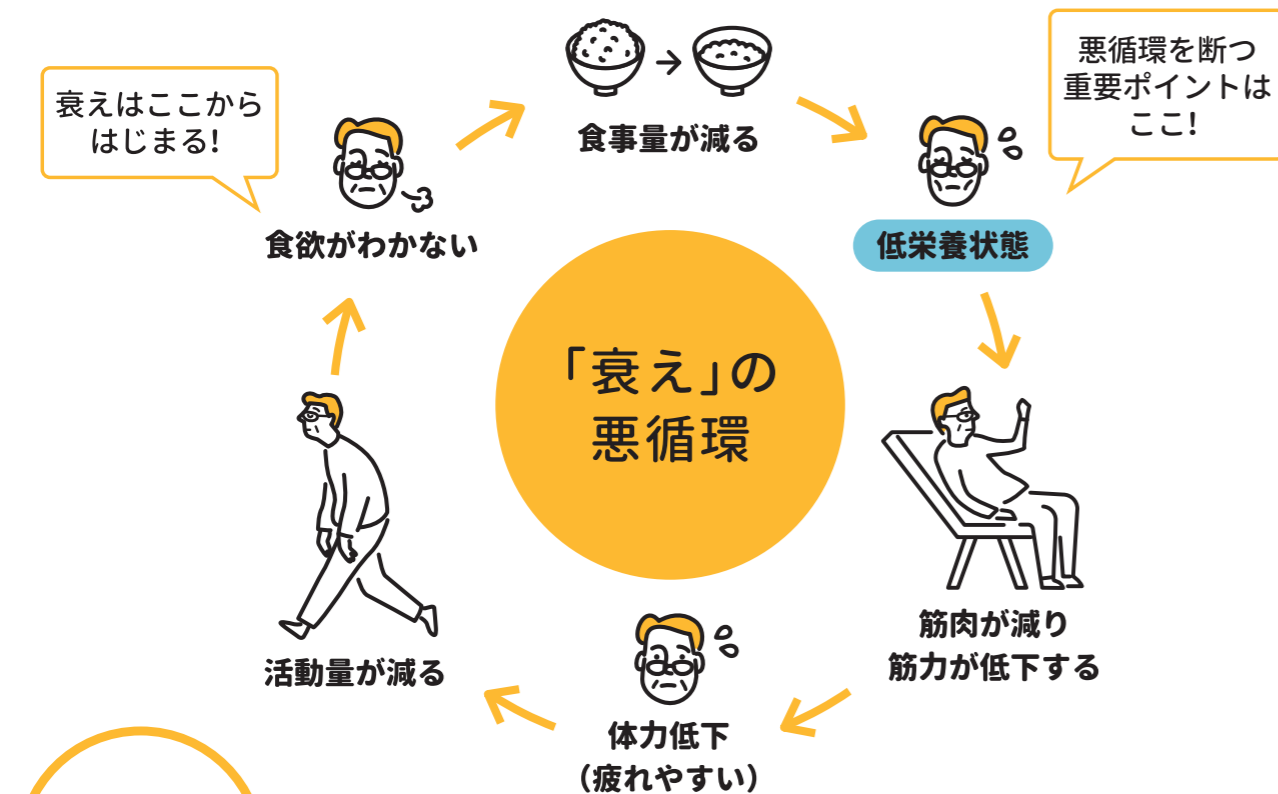 衰えはここから
はじまる!
食欲がわかない
食事量が減る
悪循環を断つ
重要ポイントは
ここ!
低栄養状態
「衰え」の
悪循環
筋肉が減り
筋力が低下する
体力低下
(疲れやすい)
活動量が減る